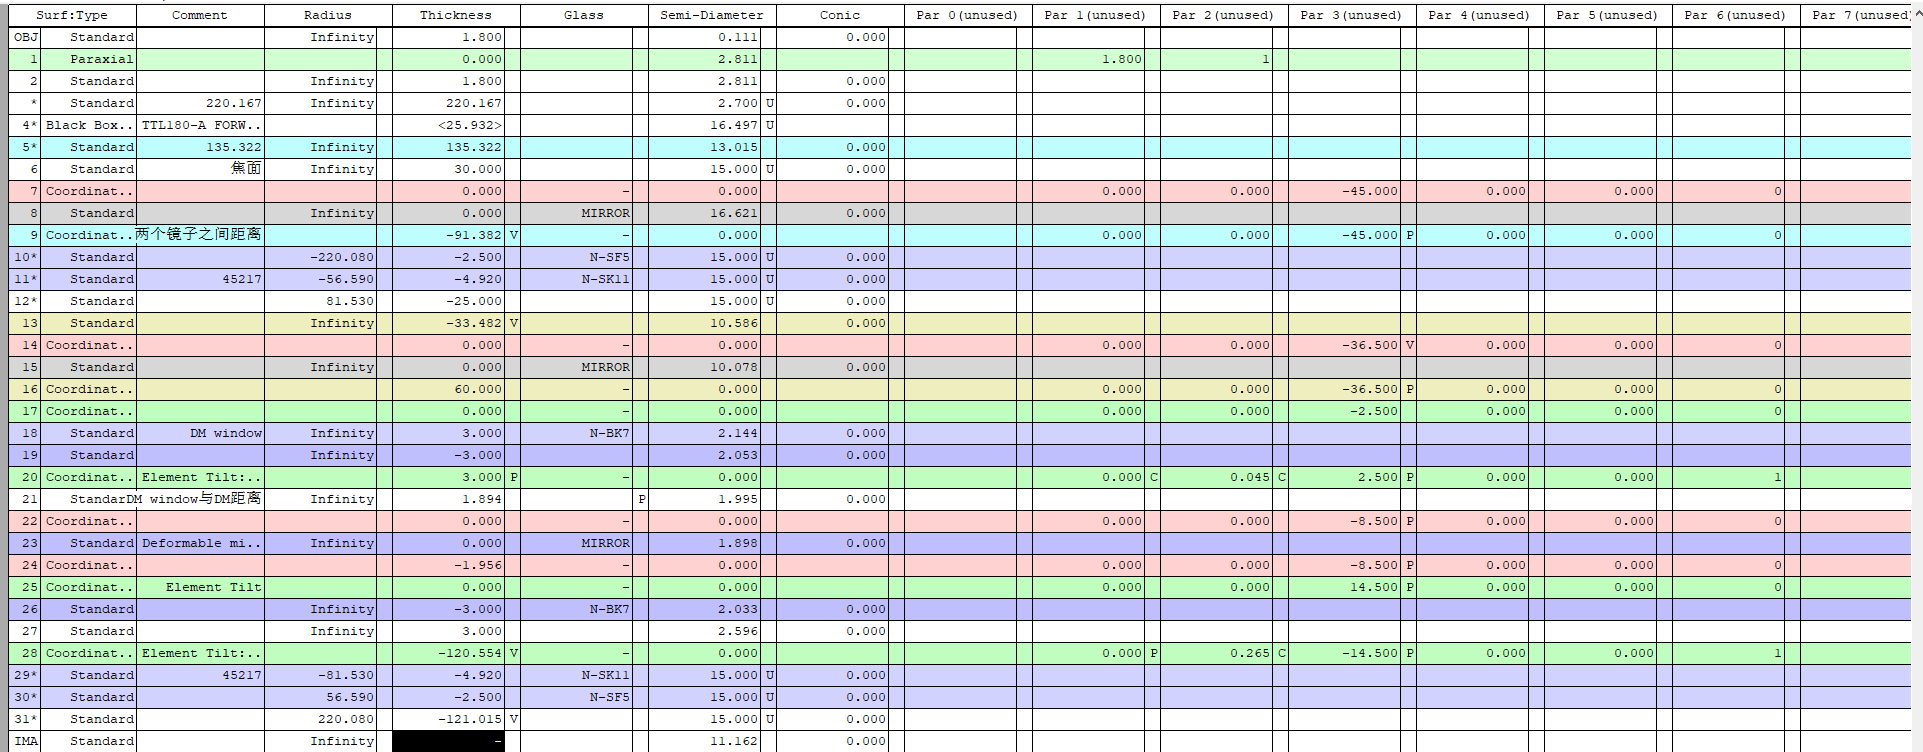 Surf:Type Comment Radius Thickness Glass Semi-Diameter Conic Par 0(unused) Par 1(unused) Par 2(unused) Par 3(unused) Par 4(unused) Par 5(unused) Par 6(unused) Par 7(unused)
OBJ Standard Infinity 1.800 0.111 0.000
1 Paraxial 0.000 2.811 1.800 1
2 Standard Infinity 1.800 2.811 0.000
* Standard 220.167 Infinity 220.167 2.700 U 0.000
4* Black Box.. TTL180-A FORW.. <25.932> 16.497 U
5* Standard 135.322 Infinity 135.322 13.015 0.000
6 Standard 焦面 Infinity 30.000 15.000 U 0.000
7 Coordinat.. 0.000 - 0.000 0.000 0.000 -45.000 0.000 0.000 0
8 Standard Infinity 0.000 MIRROR 16.621 0.000
9 Coordinat.. 两个镜子之间距离 -91.382 V - 0.000 0.000 0.000 -45.000 P 0.000 0.000 0
10* Standard -220.080 -2.500 N-SF5 15.000 U 0.000
11* Standard 45217 -56.590 -4.920 N-SK11 15.000 U 0.000
12* Standard 81.530 -25.000 15.000 U 0.000
13 Standard Infinity -33.482 V 10.586 0.000
14 Coordinat.. 0.000 - 0.000 0.000 0.000 -36.500 V 0.000 0.000 0
15 Standard Infinity 0.000 MIRROR 10.078 0.000
16 Coordinat.. 60.000 - 0.000 0.000 0.000 -36.500 P 0.000 0.000 0
17 Coordinat.. 0.000 - 0.000 0.000 0.000 -2.500 0.000 0.000 0
18 Standard DM window Infinity 3.000 N-BK7 2.144 0.000
19 Standard Infinity -3.000 2.053 0.000
20 Coordinat.. Element Tilt:.. 3.000 P - 0.000 0.000 C 0.045 C 2.500 P 0.000 0.000 1
21 Standar DM window与DM距离 Infinity 1.894 P 1.995 0.000
22 Coordinat.. 0.000 - 0.000 0.000 0.000 -8.500 P 0.000 0.000 0
23 Standard Deformable mi.. Infinity 0.000 MIRROR 1.898 0.000
24 Coordinat.. -1.956 - 0.000 0.000 0.000 -8.500 P 0.000 0.000 0
25 Coordinat.. Element Tilt 0.000 - 0.000 0.000 0.000 14.500 P 0.000 0.000 0
26 Standard Infinity -3.000 N-BK7 2.033 0.000
27 Standard Infinity 3.000 2.596 0.000
28 Coordinat.. Element Tilt:.. -120.554 V - 0.000 0.000 P 0.265 C -14.500 P 0.000 0.000 1
29* Standard 45217 -81.530 -4.920 N-SK11 15.000 U 0.000
30* Standard 56.590 -2.500 N-SF5 15.000 U 0.000
31* Standard 220.080 -121.015 V 15.000 U 0.000
IMA Standard Infinity - 11.162 0.000